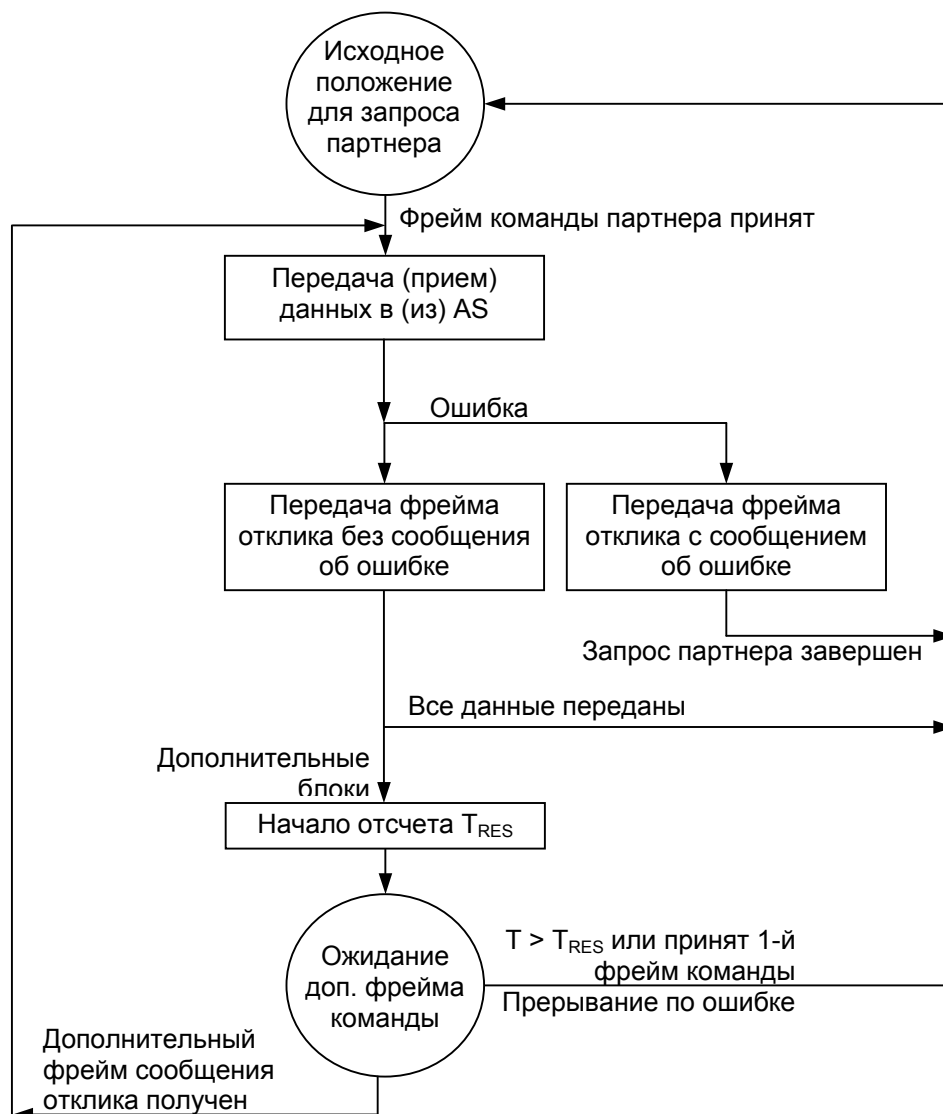 Исходное
положение
для запроса
партнера
Фрейм команды партнера принят
Передача (прием)
данных в (из) AS
Ошибка
Передача фрейма
отклика без сообщения
об ошибке
Передача фрейма
отклика с сообщением
об ошибке
Запрос партнера завершен
Все данные переданы
Дополнительные
блоки
Начало отсчета TRES
Ожидание
доп. фрейма
команды
T > TRES или принят 1-й
фрейм команды
Прерывание по ошибке
Дополнительный
фрейм сообщения
отклика получен